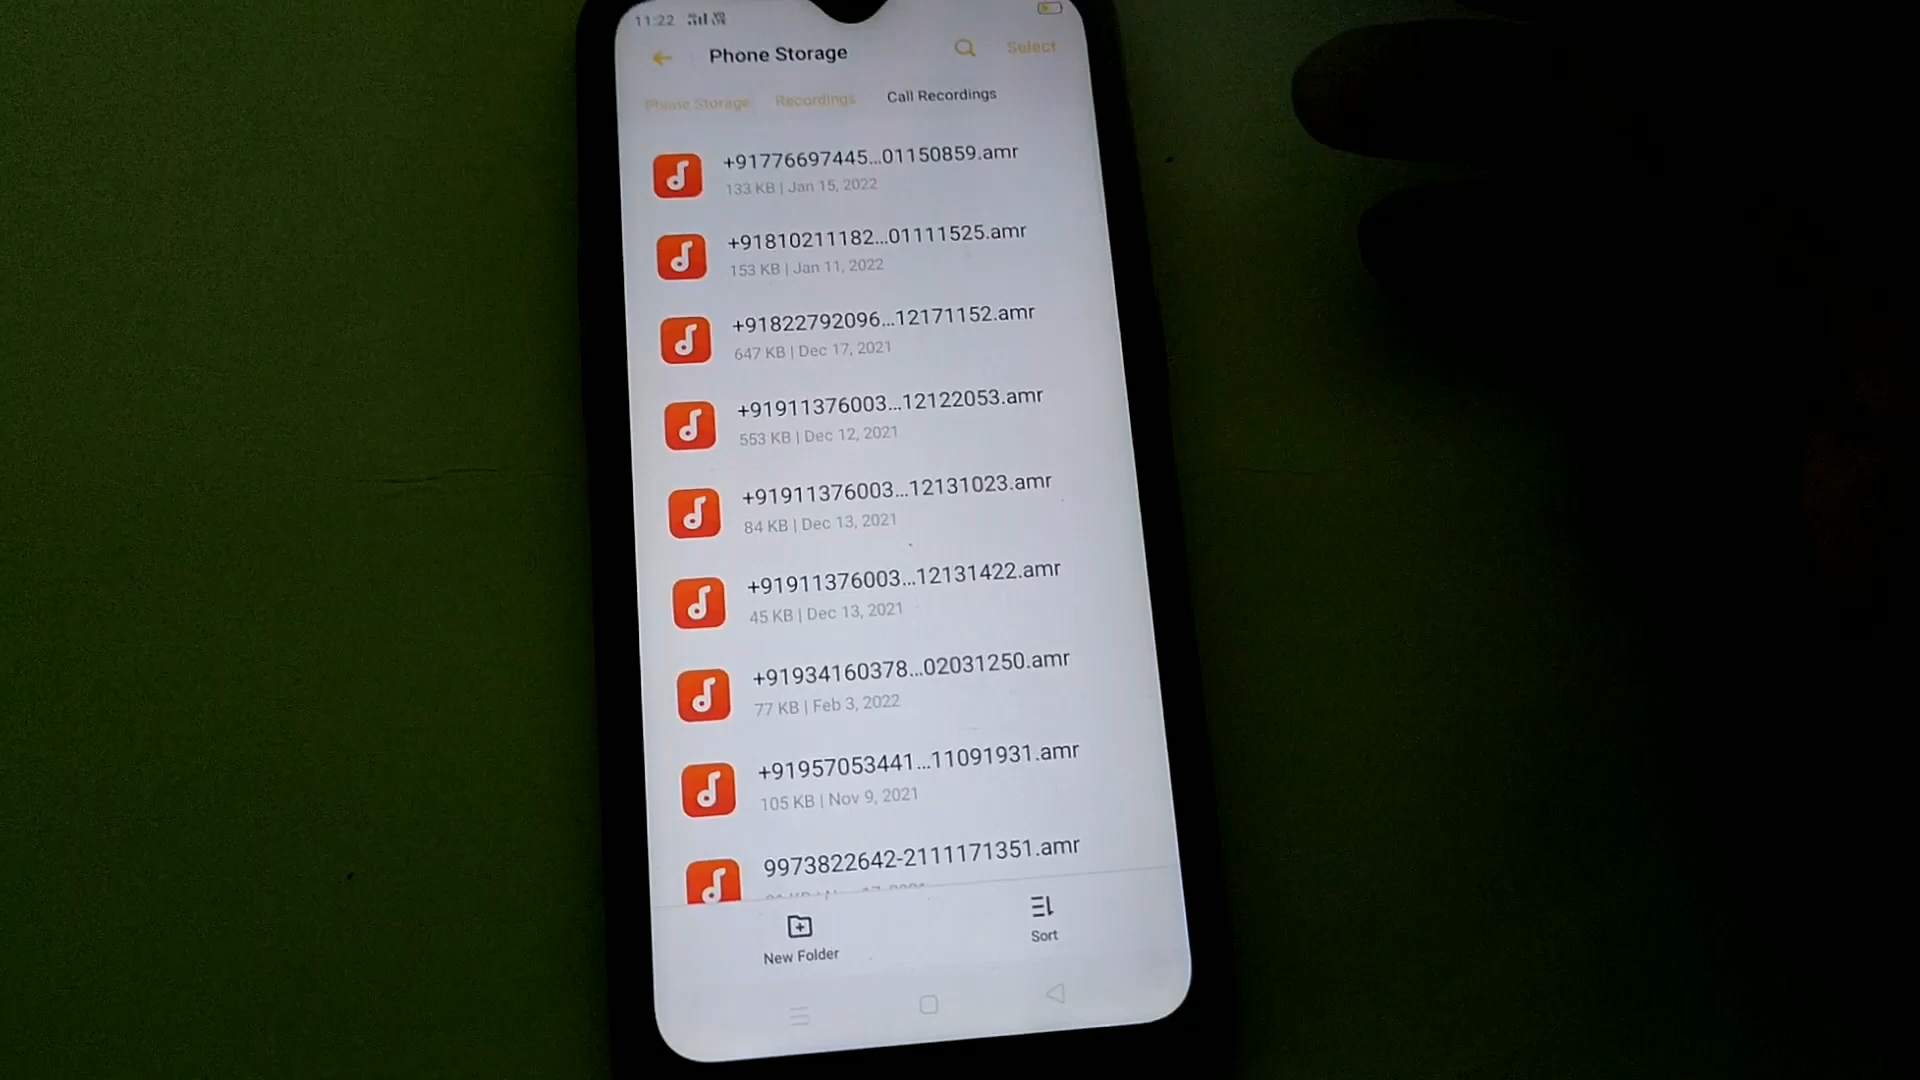 11:22
Phone Storage
Select
Phone Storage Recordings Call Recordings
+91776697445...01150859.amr
133 KB | Jan 15, 2022
+91810211182...01111525.amr
153 KB | Jan 11, 2022
+91822792096...12171152.amr
647 KB | Dec 17, 2021
+91911376003...12122053.amr
553 KB | Dec 12, 2021
+91911376003...12131023.amr
84 KB | Dec 13, 2021
+91911376003...12131422.amr
45 KB | Dec 13, 2021
+91934160378...02031250.amr
77 KB | Feb 3, 2022
+91957053441...11091931.amr
105 KB | Nov 9, 2021
9973822642-2111171351.amr
New Folder
Sort